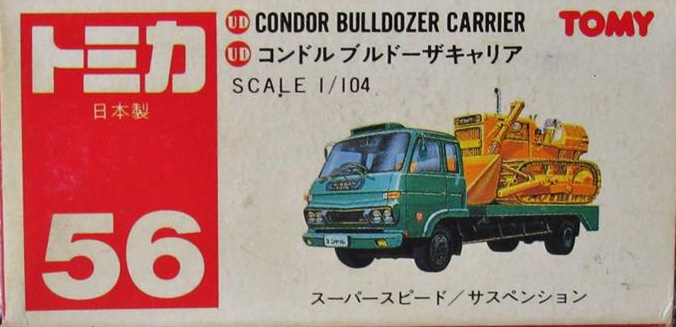 トミカ
日本製
56
UD CONDOR BULLDOZER CARRIER
UD コンドル ブルドーザキャリア
SCALE 1/104
TOMY
スーパースピード/サスペンション